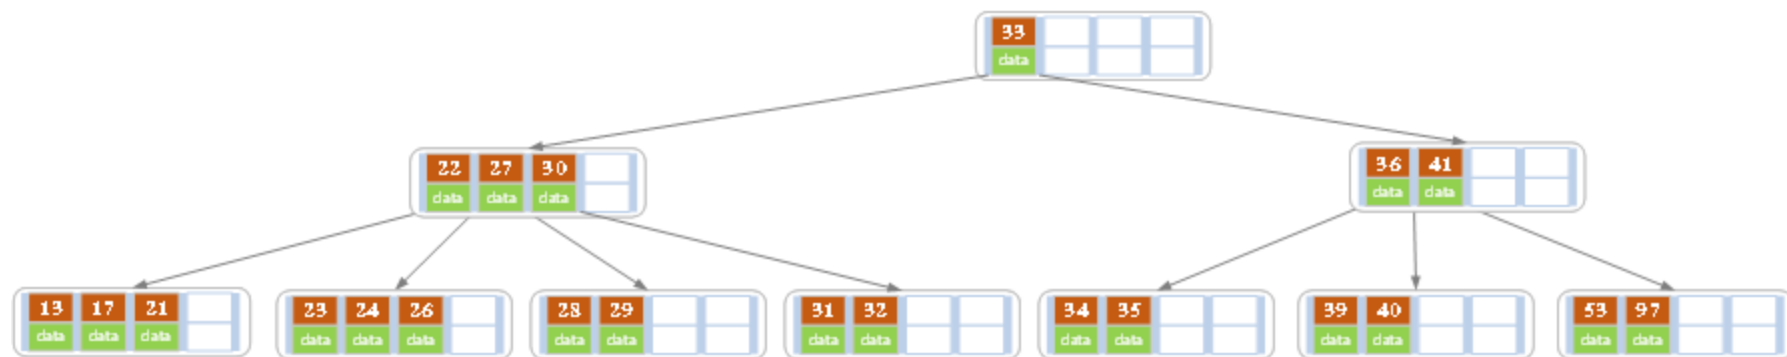 33
data
22 27 30
data data data
36 41
data data
13 17 21
data data data
23 24 26
data data data
28 29
data data
31 32
data data
34 35
data data
39 40
data data
53 97
data data